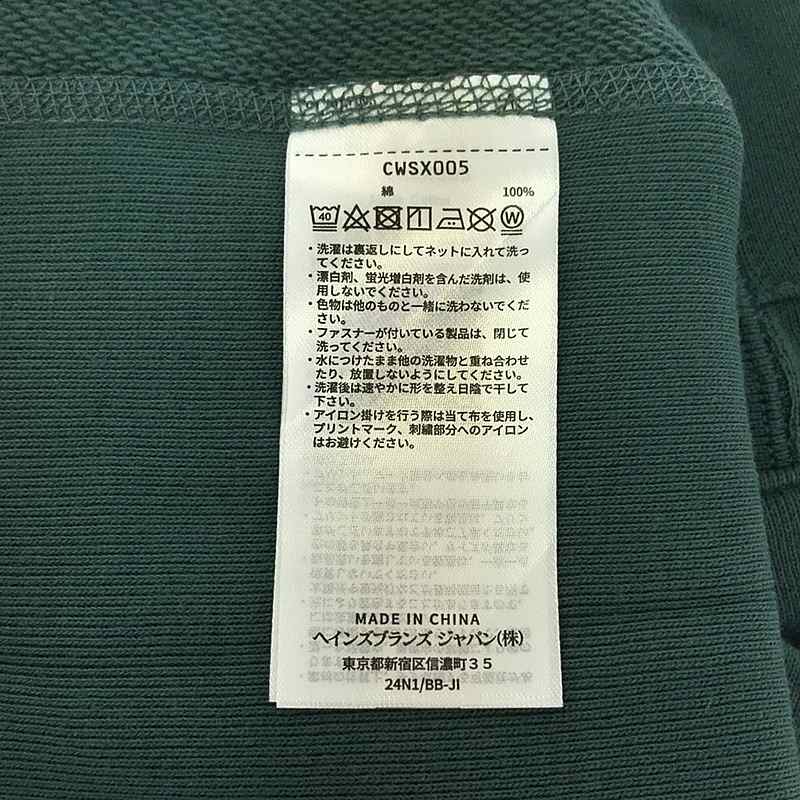 CWSX005
綿 100%
40
W
・洗濯は裏返しにしてネットに入れて洗っ
てください。
・漂白剤、蛍光増白剤を含んだ洗剤は、使
用しないでください。
・色物は他のものと一緒に洗わないでくだ
さい。
・ファスナーが付いている製品は、閉じて
洗ってください。
・水につけたまま他の洗濯物と重ね合わせ
たり、放置しないようにしてください。
・洗濯後は速やかに形を整え日陰で干して
下さい。
・アイロン掛けを行う際は当て布を使用し、
プリントマーク、刺繍部分へのアイロン
はお避けください。
MADE IN CHINA
ヘインズブランズ ジャパン(株)
東京都新宿区信濃町35
24N1/BB-JI